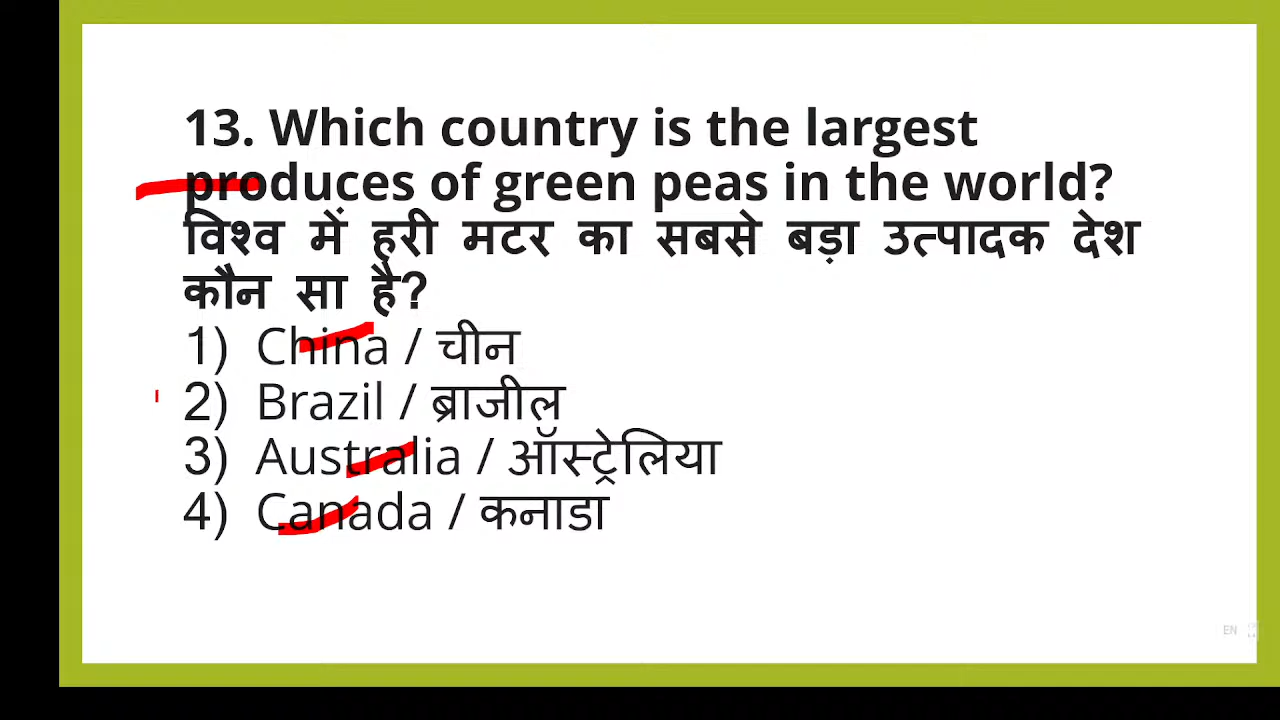 13. Which country is the largest
produces of green peas in the world?
विश्व में हरी मटर का सबसे बड़ा उत्पादक देश
कौन सा है?
1) China / चीन
2) Brazil / ब्राजील
3) Australia / ऑस्ट्रेलिया
4) Canada / कनाडा
EN